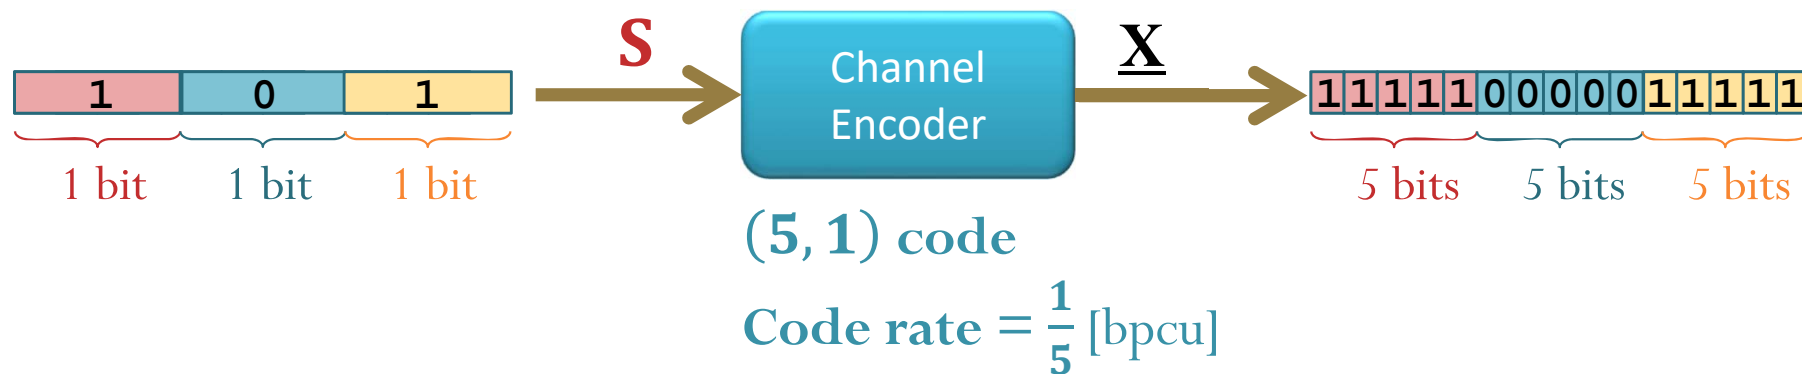 1 0 1
1 bit 1 bit 1 bit
S
Channel
Encoder
X
111110000011111
5 bits 5 bits 5 bits
(5, 1) code
Code rate = 1/5 [bpcu]